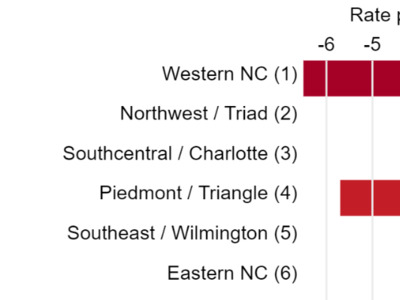 Rate p
-6 -5
Western NC (1)
Northwest / Triad (2)
Southcentral / Charlotte (3)
Piedmont / Triangle (4)
Southeast / Wilmington (5)
Eastern NC (6)